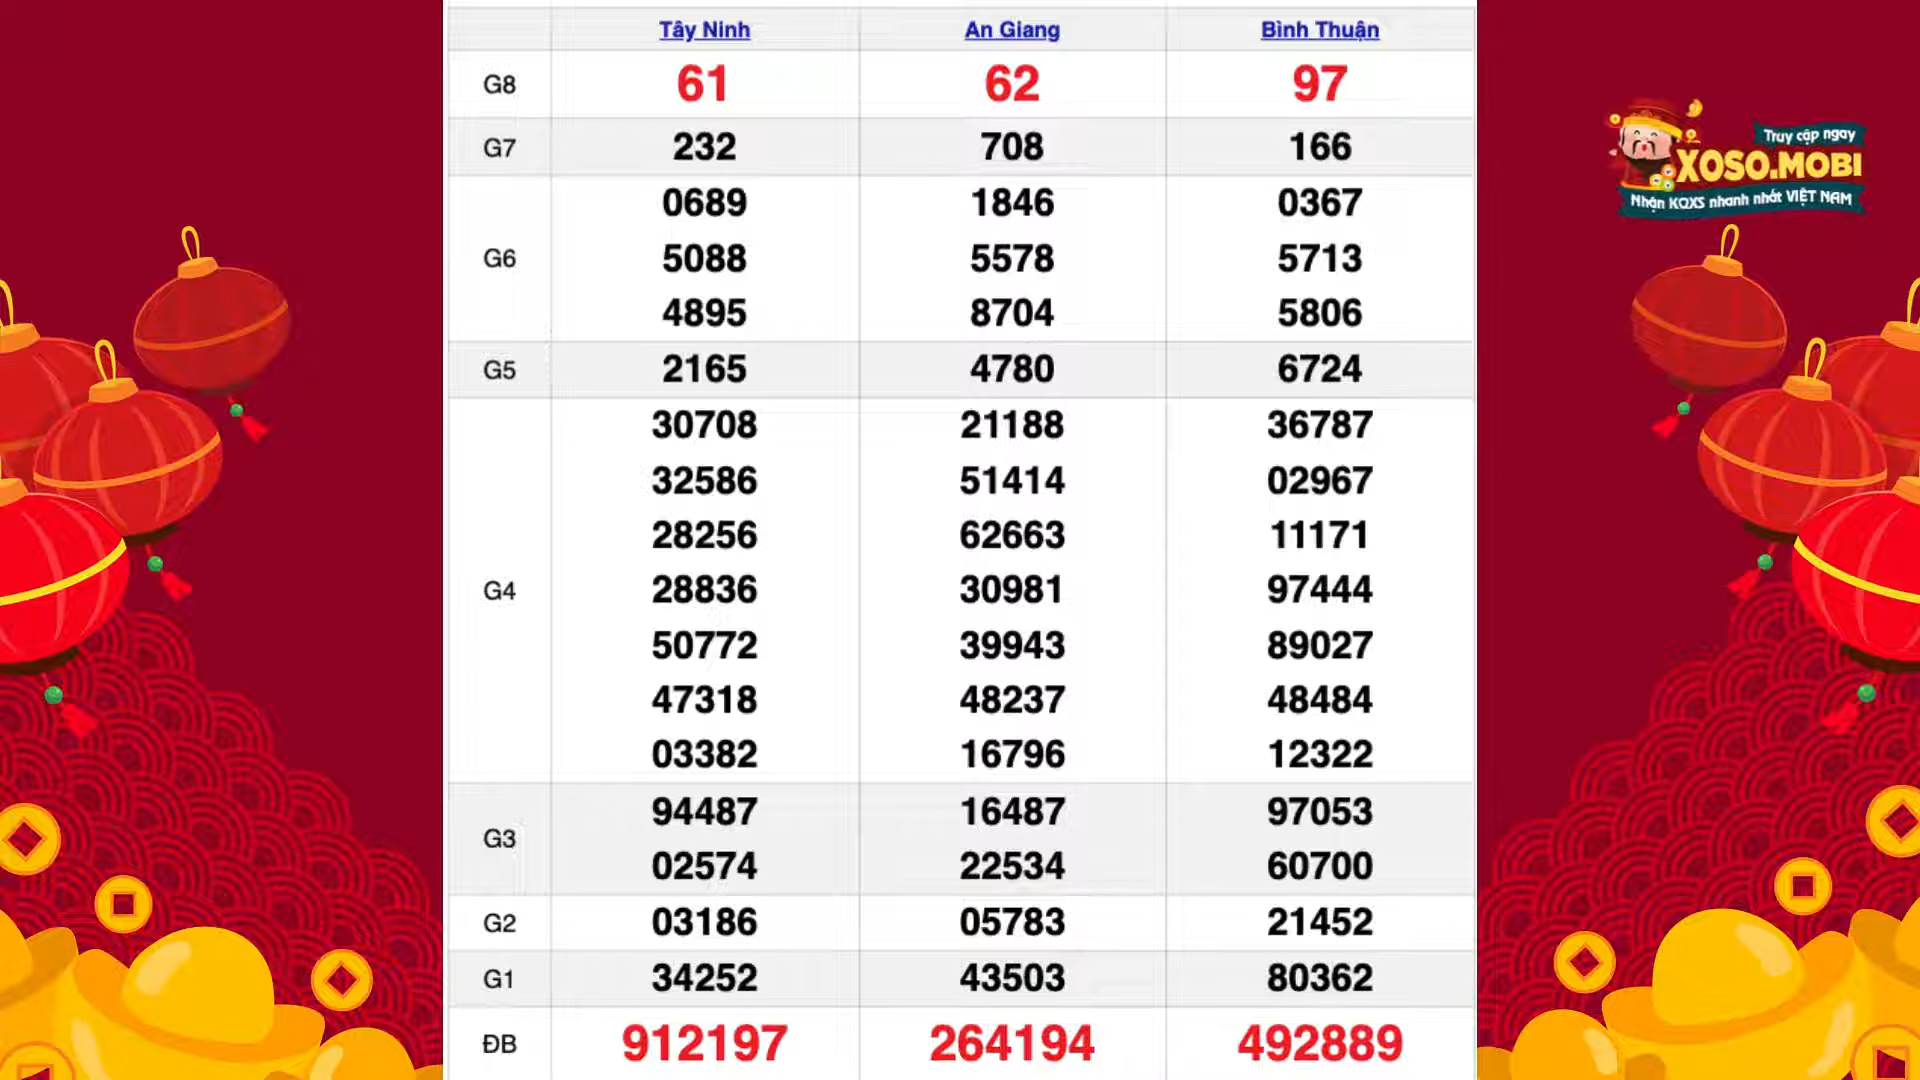 Tây Ninh An Giang Bình Thuận
G8 61 62 97
G7 232 708 166
0689 1846 0367
G6 5088 5578 5713
4895 8704 5806
G5 2165 4780 6724
30708 21188 36787
32586 51414 02967
28256 62663 11171
G4 28836 30981 97444
50772 39943 89027
47318 48237 48484
03382 16796 12322
G3 94487 16487 97053
02574 22534 60700
G2 03186 05783 21452
G1 34252 43503 80362
ĐB 912197 264194 492889
Truy cập ngay
XOSO.MOBI
Nhận KQXS nhanh nhất VIỆT NAM